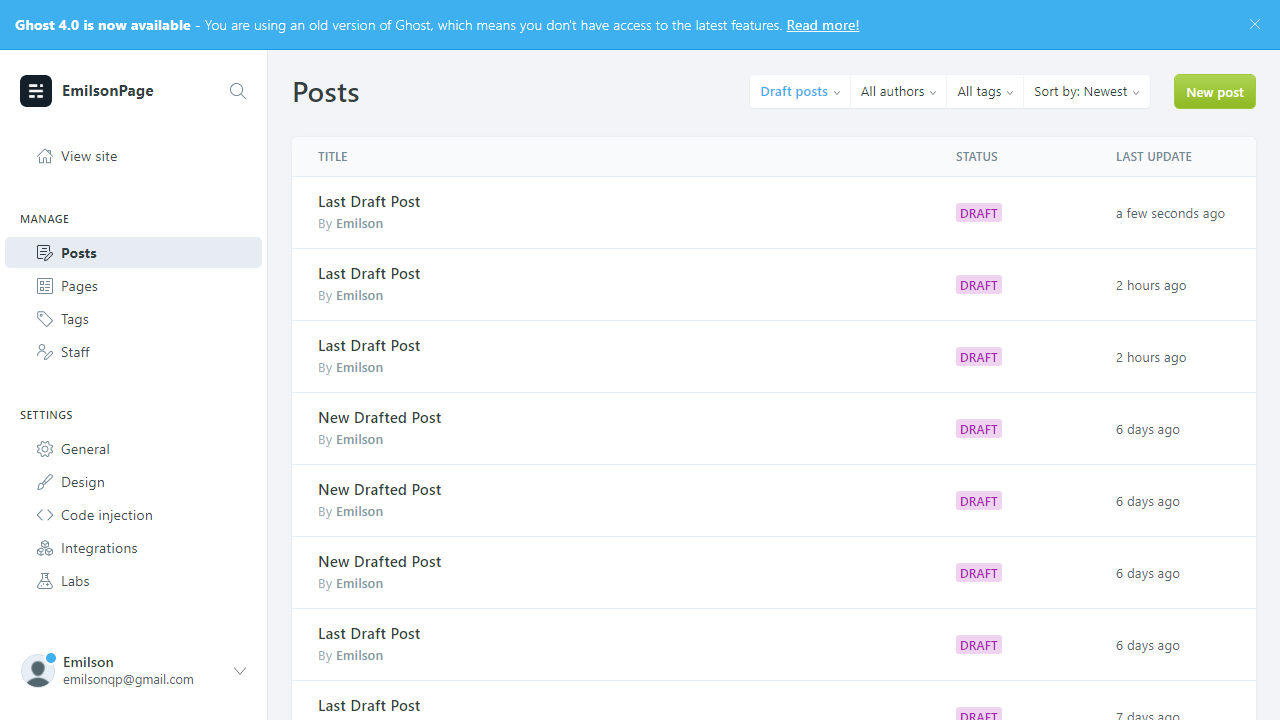 Ghost 4.0 is now available - You are using an old version of Ghost, which means you don't have access to the latest features. Read more!
EmilsonPage
View site
MANAGE
Posts
Pages
Tags
Staff
SETTINGS
General
Design
Code injection
Integrations
Labs
Emilson
emilsonqp@gmail.com
Posts
Draft posts All authors All tags Sort by: Newest New post
TITLE STATUS LAST UPDATE
Last Draft Post
By Emilson
DRAFT a few seconds ago
Last Draft Post
By Emilson
DRAFT 2 hours ago
Last Draft Post
By Emilson
DRAFT 2 hours ago
New Drafted Post
By Emilson
DRAFT 6 days ago
New Drafted Post
By Emilson
DRAFT 6 days ago
New Drafted Post
By Emilson
DRAFT 6 days ago
Last Draft Post
By Emilson
DRAFT 6 days ago
Last Draft Post
DRAFT 7 days ago